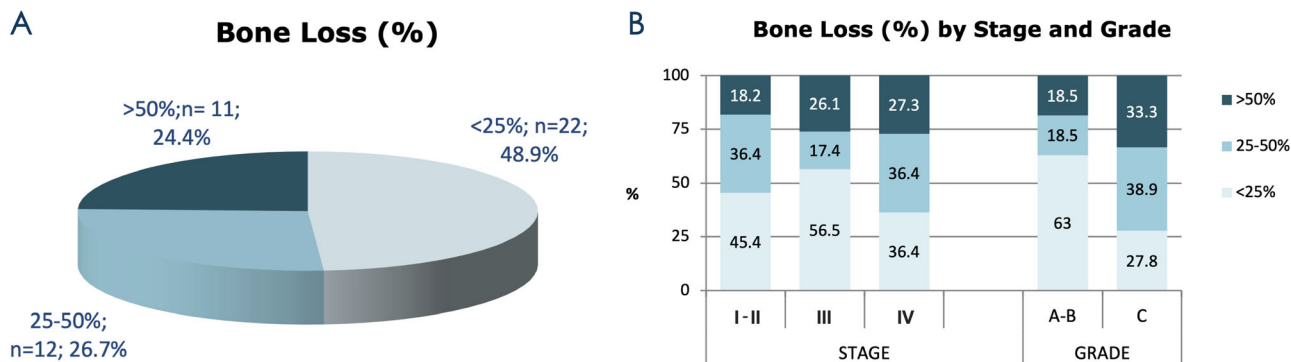 A
Bone Loss (%)
>50%;n= 11;
24.4%
<25%; n=22;
48.9%
25-50%;
n=12; 26.7%
B
Bone Loss (%) by Stage and Grade
100
75
%
50
25
0
18.2
36.4
45.4
26.1
17.4
56.5
27.3
36.4
36.4
18.5
18.5
63
33.3
38.9
27.8
I - II
III
IV
A-B
C
STAGE
GRADE
>50%
25-50%
<25%